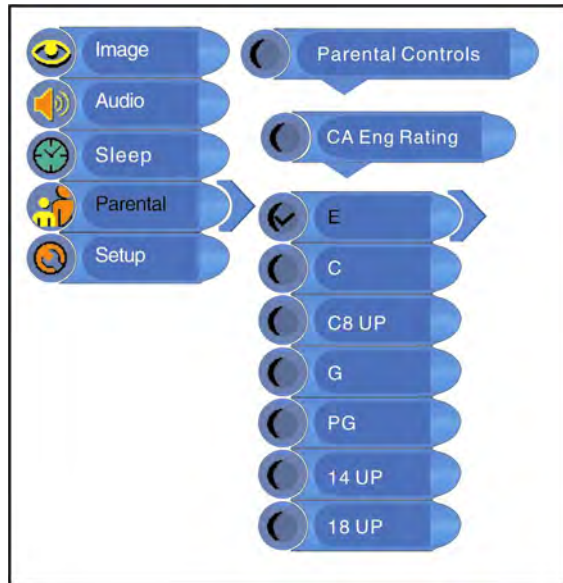 Image
Audio
Sleep
Parental
Setup
Parental Controls
CA Eng Rating
E
C
C8 UP
G
PG
14 UP
18 UP